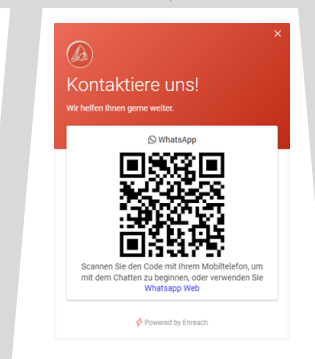 Kontaktiere uns!
Wir helfen Ihnen gerne weiter.
WhatsApp
Scannen Sie den Code mit Ihrem Mobiltelefon, um
mit dem Chatten zu beginnen, oder verwenden Sie
Whatsapp Web
Powered by Enreach